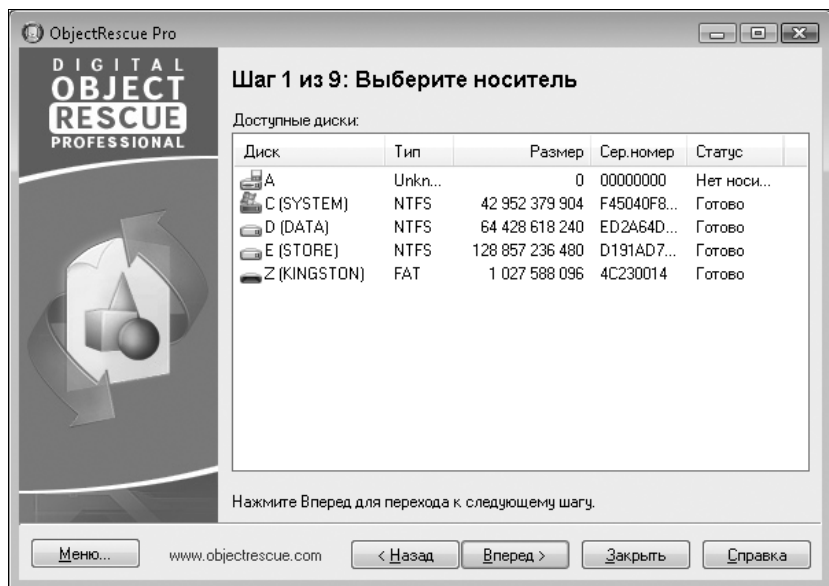 ObjectRescue Pro
DIGITAL
OBJECT
RESCUE
PROFESSIONAL
Шаг 1 из 9: Выберите носитель
Доступные диски:
Диск Тип Размер Сер.номер Статус
A Unkn... 0 00000000 Нет носи...
C (SYSTEM) NTFS 42 952 379 904 F45040F8... Готово
D (DATA) NTFS 64 428 618 240 ED2A64D... Готово
E (STORE) NTFS 128 857 236 480 D191AD7... Готово
Z (KINGSTON) FAT 1 027 588 096 4C230014 Готово
Нажмите Вперед для перехода к следующему шагу.
Меню... www.objectrescue.com < Назад Вперед > Закрыть Справка